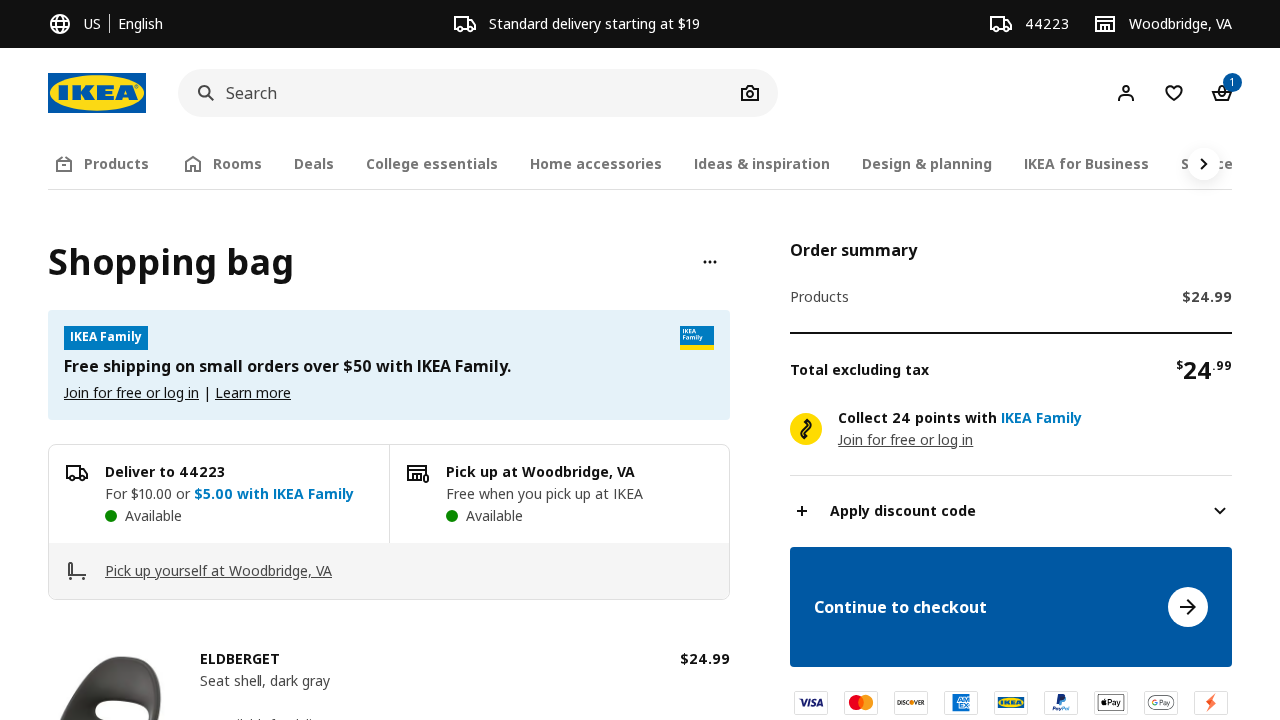 US | English
Standard delivery starting at $19
44223
Woodbridge, VA
IKEA
Search
1
Products
Rooms
Deals
College essentials
Home accessories
Ideas & inspiration
Design & planning
IKEA for Business
Shopping bag
IKEA Family
IKEA
Family
Free shipping on small orders over $50 with IKEA Family.
Join for free or log in | Learn more
Deliver to 44223
For $10.00 or $5.00 with IKEA Family
Available
Pick up at Woodbridge, VA
Free when you pick up at IKEA
Available
Pick up yourself at Woodbridge, VA
ELDBERGET
$24.99
Seat shell, dark gray
Order summary
Products
$24.99
Total excluding tax
$24.99
Collect 24 points with IKEA Family
Join for free or log in
Apply discount code
Continue to checkout
VISA
mastercard
DISCOVER
AMEX
IKEA
PayPal
Apple Pay
G Pay